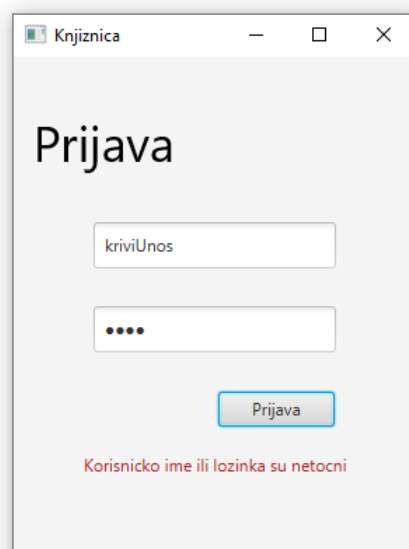 Knjiznica
Prijava
kriviUnos
••••
Prijava
Korisnicko ime ili lozinka su netocni